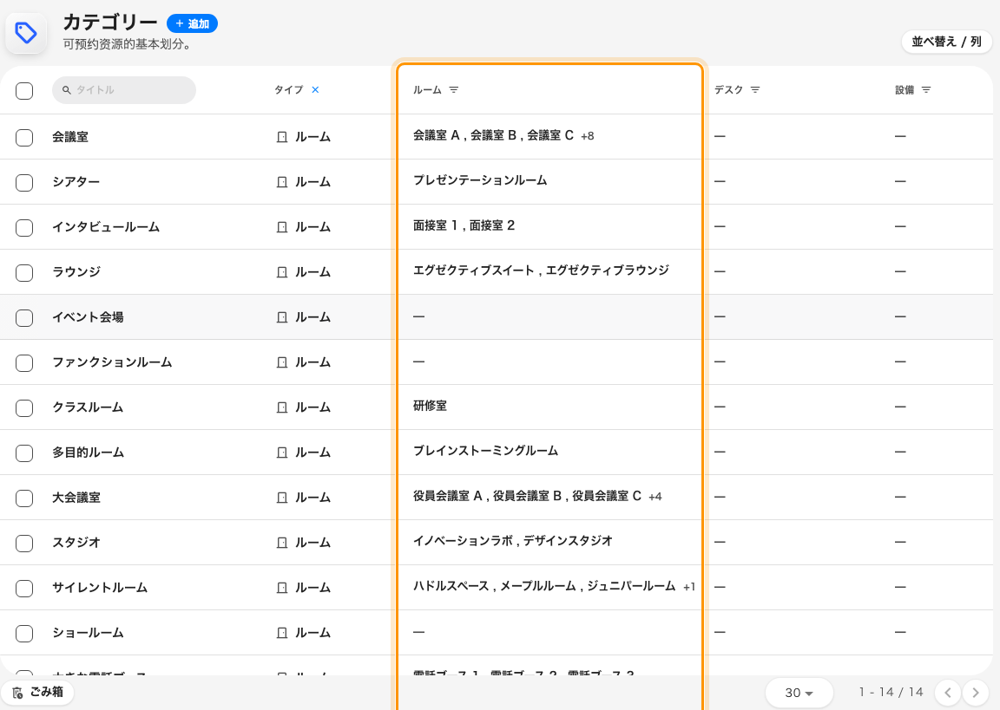 カテゴリー + 追加
可预约资源的基本划分。
並べ替え / 列
タイトル タイプ × ルーム デスク 設備
会議室 ルーム 会議室 A , 会議室 B , 会議室 C +8 — —
シアター ルーム プレゼンテーションルーム — —
インタビュールーム ルーム 面接室 1 , 面接室 2 — —
ラウンジ ルーム エグゼクティブスイート , エグゼクティブラウンジ — —
イベント会場 ルーム — — —
ファンクションルーム ルーム — — —
クラスルーム ルーム 研修室 — —
多目的ルーム ルーム ブレインストーミングルーム — —
大会議室 ルーム 役員会議室 A , 役員会議室 B , 役員会議室 C +4 — —
スタジオ ルーム イノベーションラボ , デザインスタジオ — —
サイレントルーム ルーム ハドルスペース , メープルルーム , ジュニパールーム +1 — —
ショールーム ルーム — — —
電話ブース 1 , 電話ブース 2 , 電話ブース 3
ごみ箱 30 1 - 14 / 14